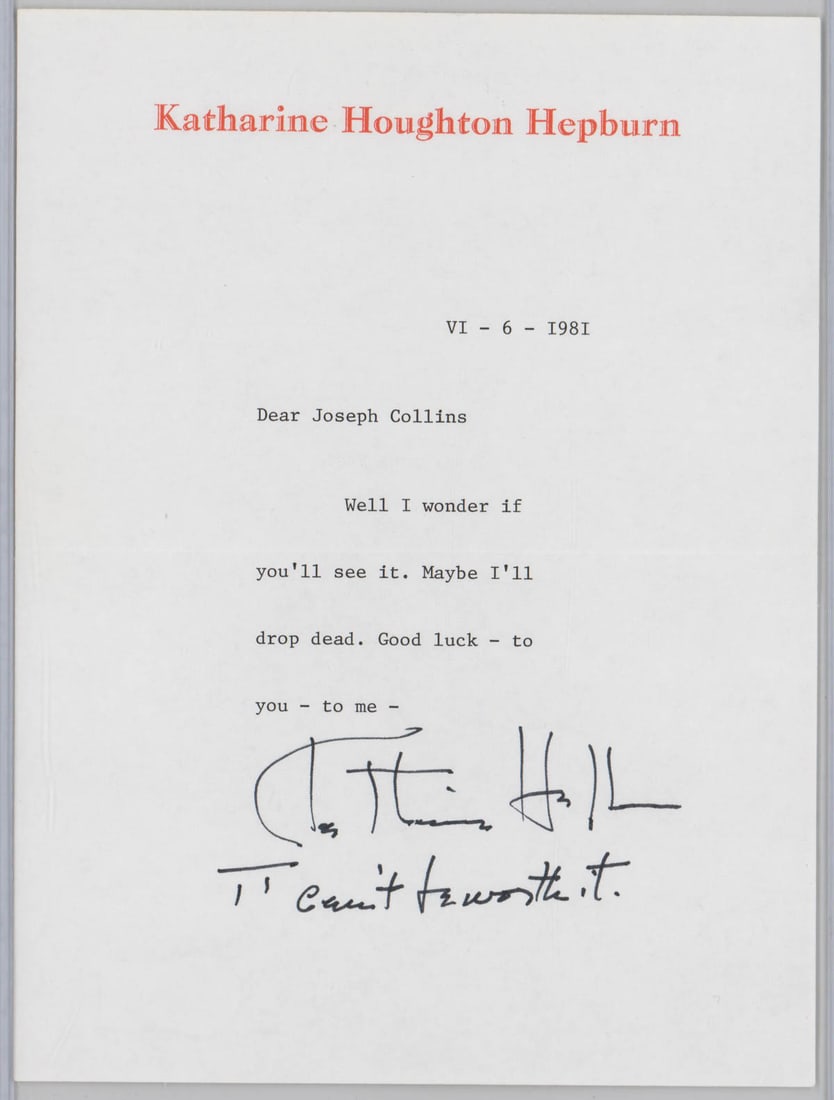 Katharine Houghton Hepburn
VI - 6 - I98I
Dear Joseph Collins
Well I wonder if
you'll see it. Maybe I'll
drop dead. Good luck - to
you - to me -
can't be worth it.